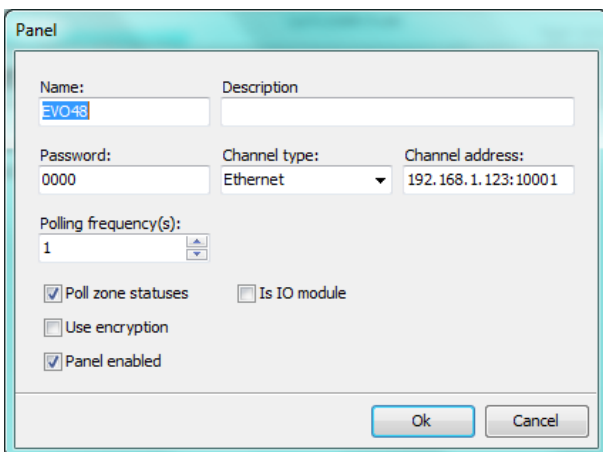 Panel
Name: Description
EVO48
Password: Channel type: Channel address:
0000 Ethernet 192.168.1.123:10001
Polling frequency(s):
1
Poll zone statuses Is IO module
Use encryption
Panel enabled
Ok Cancel